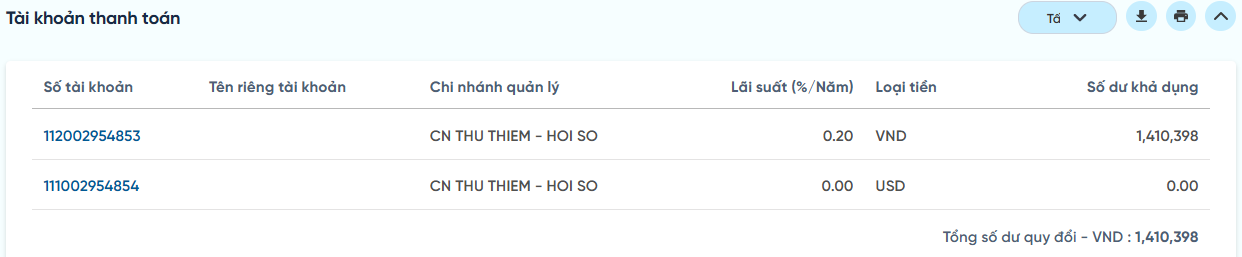 Tài khoản thanh toán
Tấ
Số tài khoản Tên riêng tài khoản Chi nhánh quản lý Lãi suất (%/Năm) Loại tiền Số dư khả dụng
112002954853 CN THU THIEM - HOI SO 0.20 VND 1,410,398
111002954854 CN THU THIEM - HOI SO 0.00 USD 0.00
Tổng số dư quy đổi - VND : 1,410,398